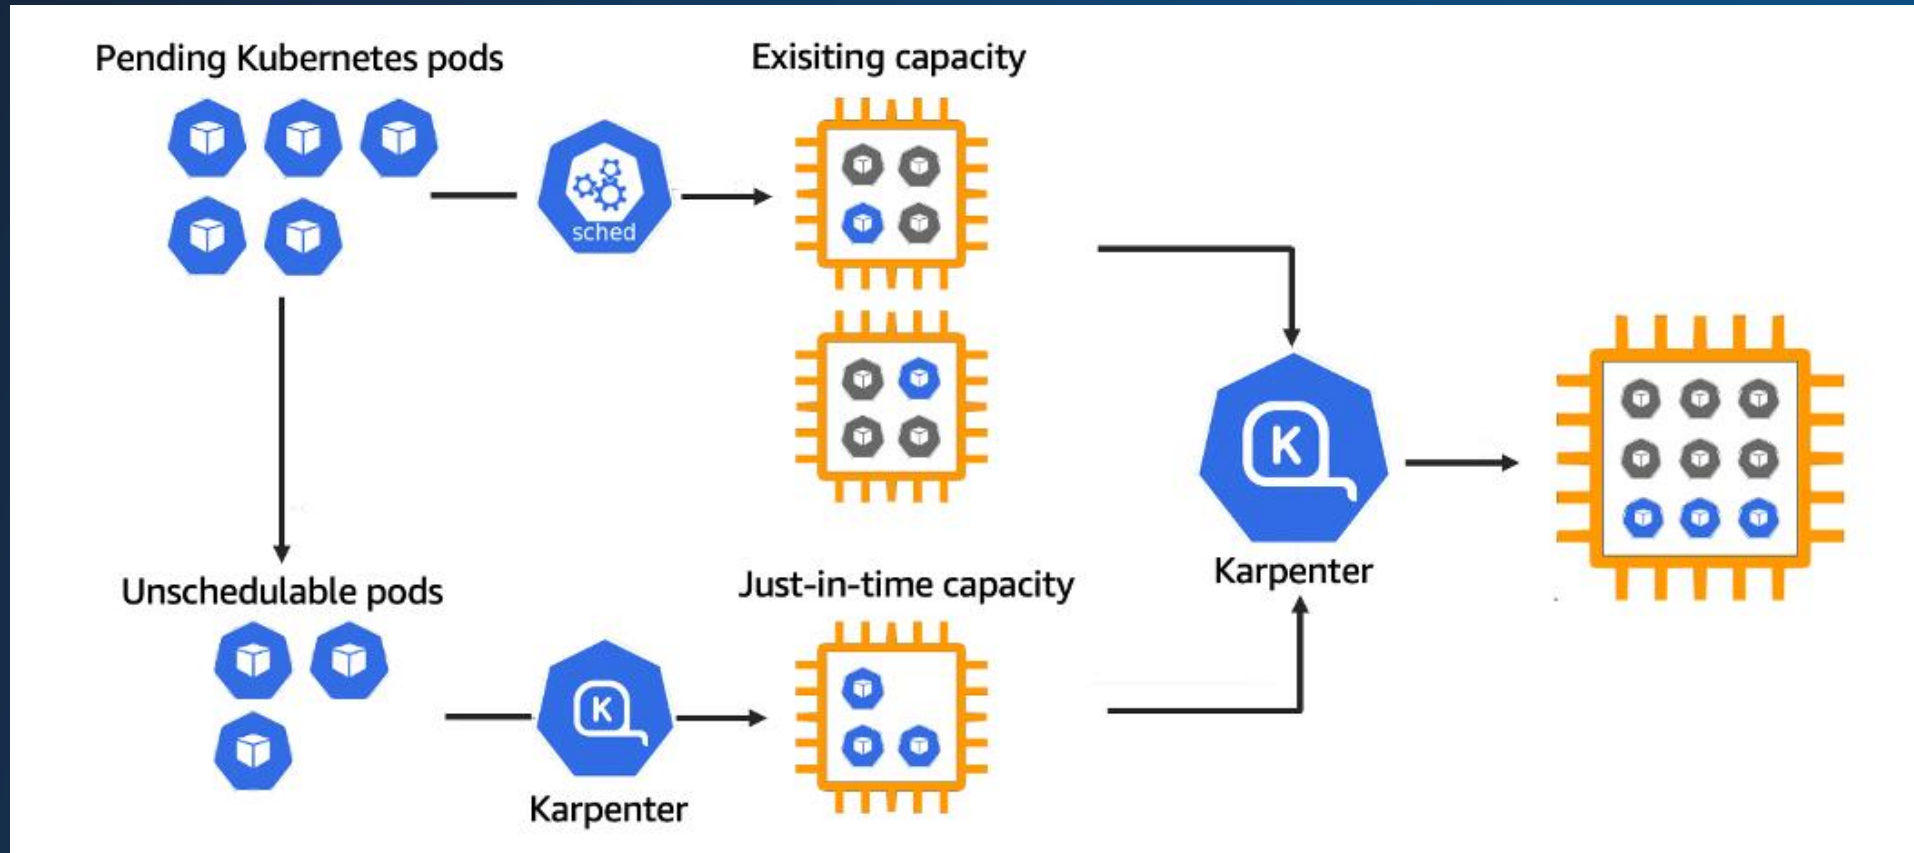 Pending Kubernetes pods
Exisiting capacity
sched
K
Karpenter
Unschedulable pods
Just-in-time capacity
K
Karpenter